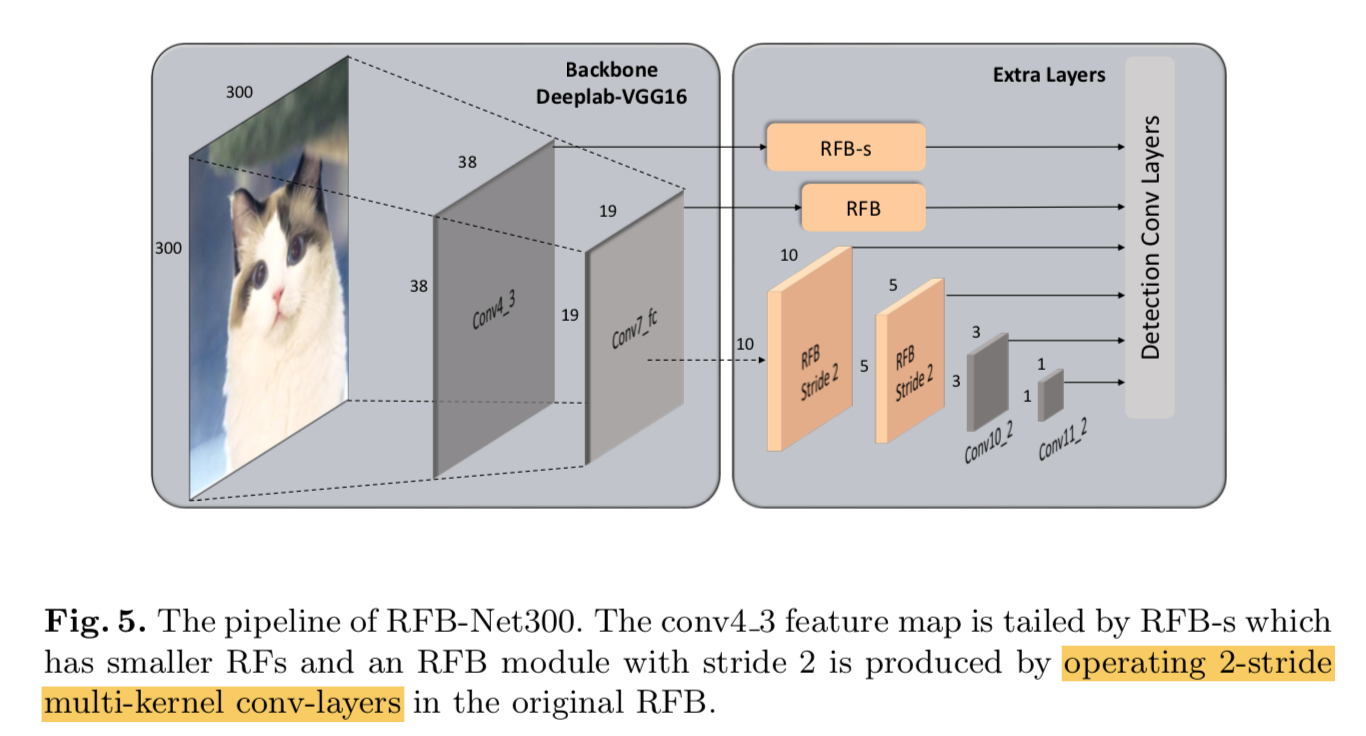 Backbone
Deeplab-VGG16
300
300
38
38
Conv4_3
19
19
Conv7_fc
Extra Layers
RFB-s
RFB
10
10
RFB
Stride 2
5
5
RFB
Stride 2
3
3
Conv10_2
1
1
Conv11_2
Detection Conv Layers
Fig. 5. The pipeline of RFB-Net300. The conv4_3 feature map is tailed by RFB-s which
has smaller RFs and an RFB module with stride 2 is produced by operating 2-stride
multi-kernel conv-layers in the original RFB.